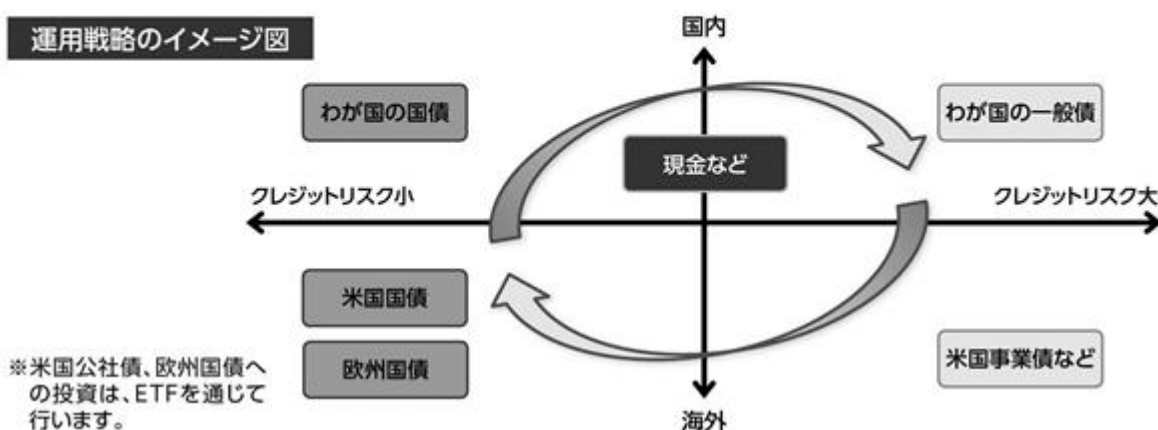 運用戦略のイメージ図
国内
わが国の国債
わが国の一般債
現金など
クレジットリスク小
クレジットリスク大
米国国債
欧州国債
米国事業債など
※米国公社債、欧州国債へ
の投資は、ETFを通じて
行います。
海外